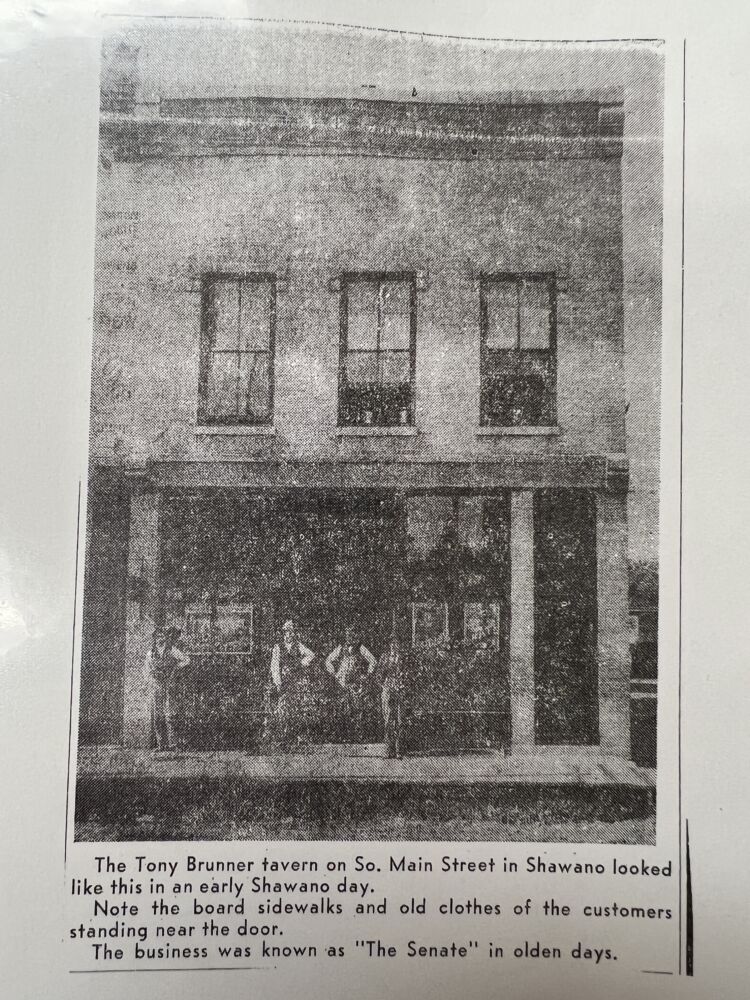 The Tony Brunner tavern on So. Main Street in Shawano looked
like this in an early Shawano day.
Note the board sidewalks and old clothes of the customers
standing near the door.
The business was known as "The Senate" in olden days.